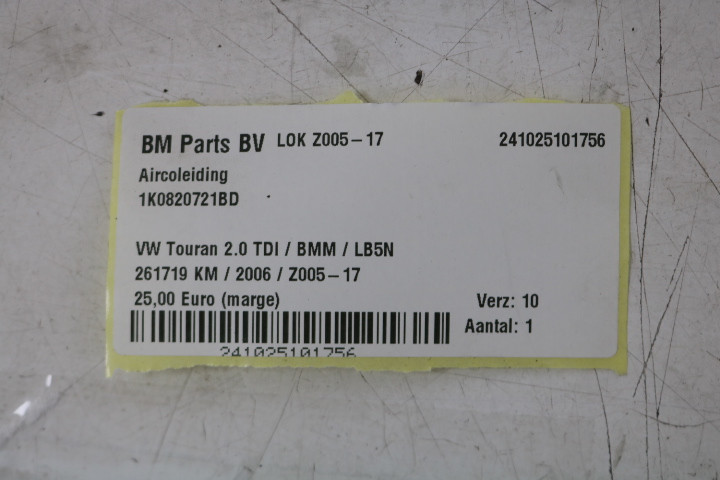 BM Parts BV LOK Z005-17 241025101756
Aircoleiding
1K0820721BD
VW Touran 2.0 TDI / BMM / LB5N
261719 KM / 2006 / Z005-17
25,00 Euro (marge) Verz: 10
Aantal: 1
241025101756